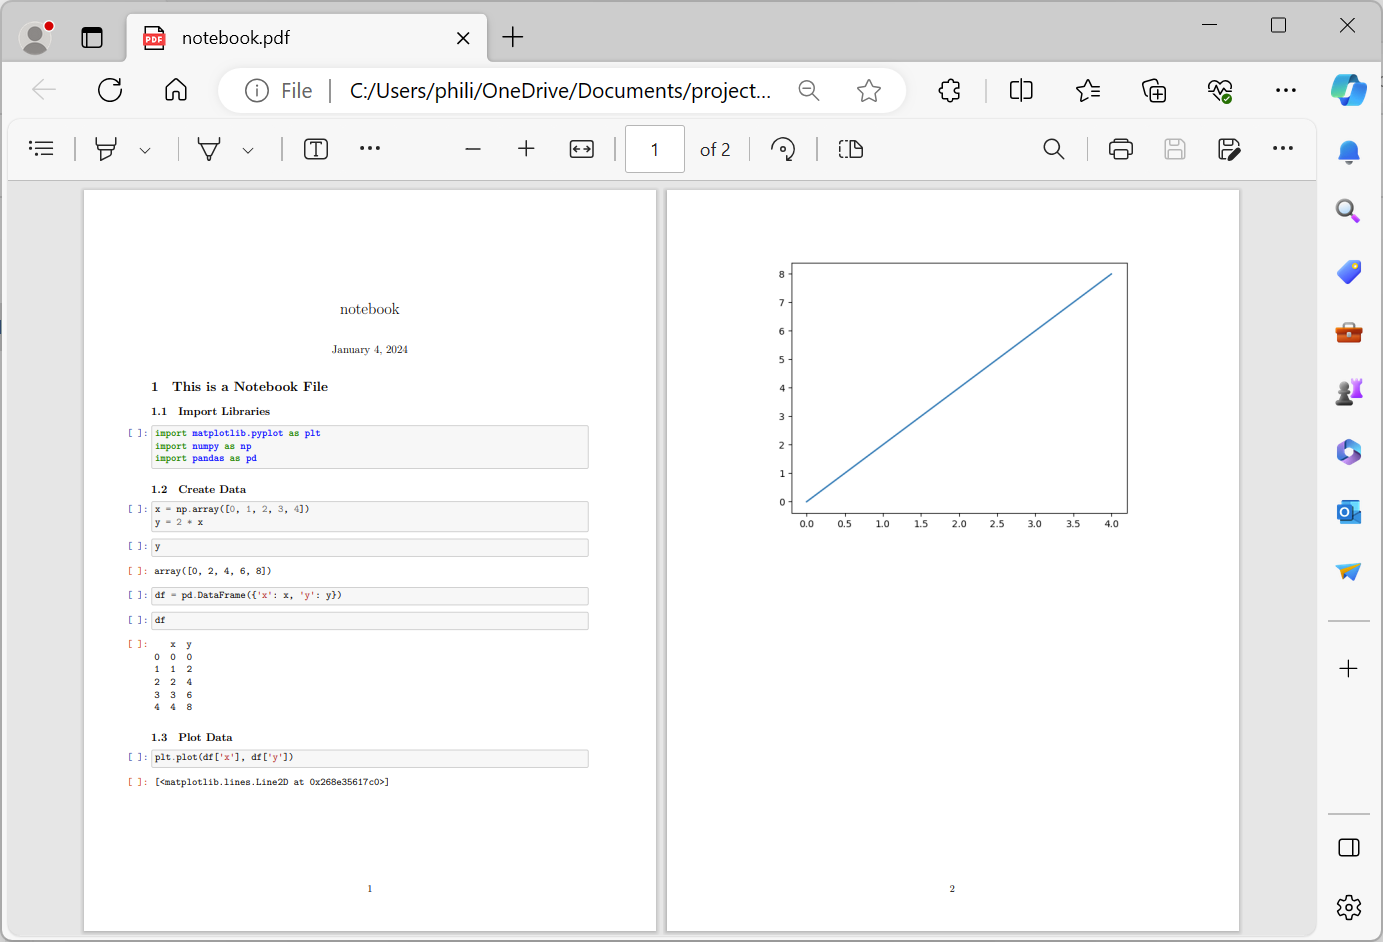 notebook.pdf
File
C:/Users/phili/OneDrive/Documents/project...
1 of 2
notebook
January 4, 2024
1 This is a Notebook File
1.1 Import Libraries
[ ]: import matplotlib.pyplot as plt
import numpy as np
import pandas as pd
1.2 Create Data
[ ]: x = np.array([0, 1, 2, 3, 4])
y = 2 * x
[ ]: y
[ ]: array([0, 2, 4, 6, 8])
[ ]: df = pd.DataFrame({'x': x, 'y': y})
[ ]: df
[ ]: x y
0 0 0
1 1 2
2 2 4
3 3 6
4 4 8
1.3 Plot Data
[ ]: plt.plot(df['x'], df['y'])
[ ]: [<matplotlib.lines.Line2D at 0x268e35617c0>]
1
8
7
6
5
4
3
2
1
0
0.0 0.5 1.0 1.5 2.0 2.5 3.0 3.5 4.0
2